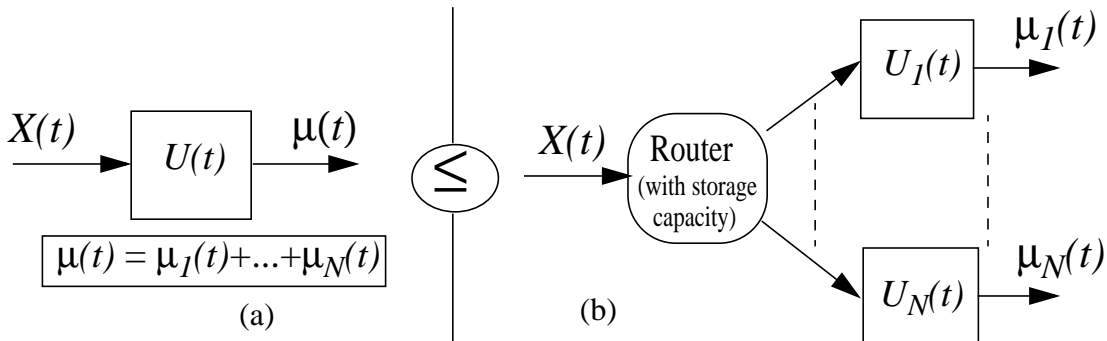 X(t)
U(t)
μ(t)
μ(t) = μ1(t)+...+μN(t)
(a)
≤
X(t)
Router
(with storage
capacity)
U1(t)
μ1(t)
UN(t)
μN(t)
(b)